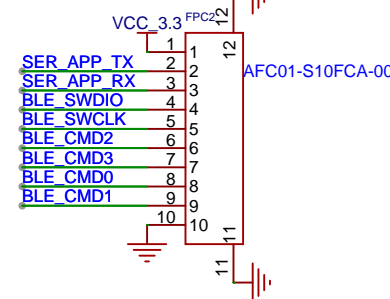 VCC_3.3 FPC2 12
1 1 12
SER_APP_TX 2 2 AFC01-S10FCA-00
SER_APP_RX 3 3
BLE_SWDIO 4 4
BLE_SWCLK 5 5
BLE_CMD2 6 6
BLE_CMD3 7 7
BLE_CMD0 8 8
BLE_CMD1 9 9
10 10 11
11